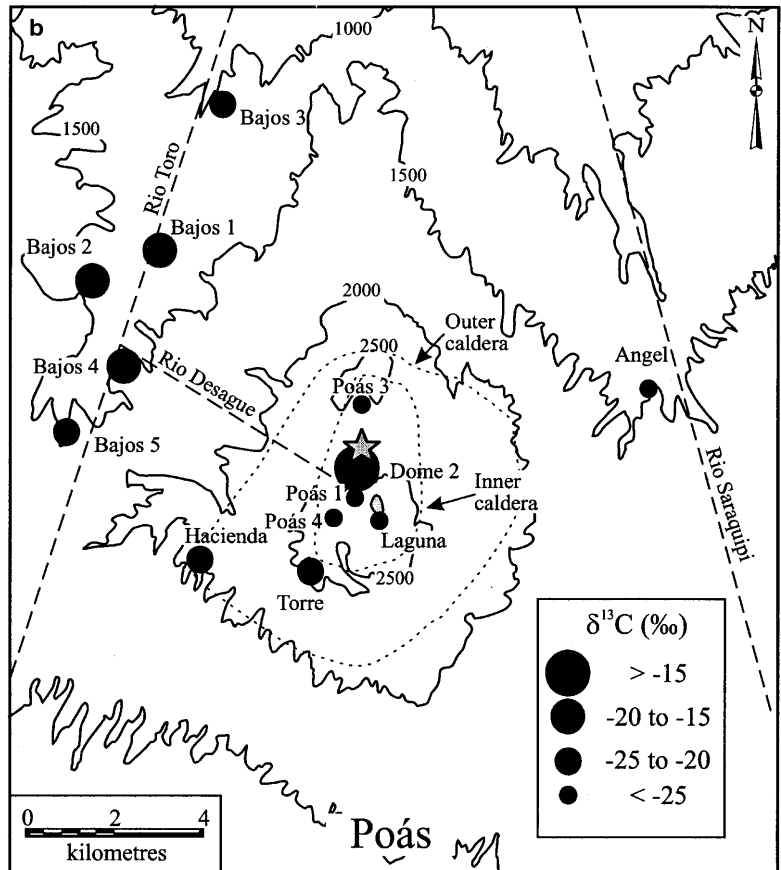 b
1000
N
Bajos 3
1500
Rio Toro
1500
Bajos 1
Bajos 2
2000
Outer
caldera
2500
Angel
Bajos 4
Rio Desague
Poás 3
Bajos 5
Dome 2
Inner
caldera
Poás 1
Poás 4
Laguna
Rio Saraquipi
Hacienda
2500
Torre
δ¹³C (‰)
> -15
-20 to -15
-25 to -20
< -25
0 2 4
kilometres
Poás